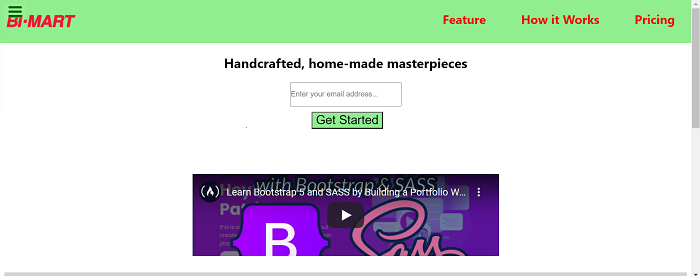 BI-MART
Feature
How it Works
Pricing
Handcrafted, home-made masterpieces
Enter your email address...
Get Started
with Bootstrap & SASS
Learn Bootstrap 5 and SASS by Building a Portfolio W...
B
Sass